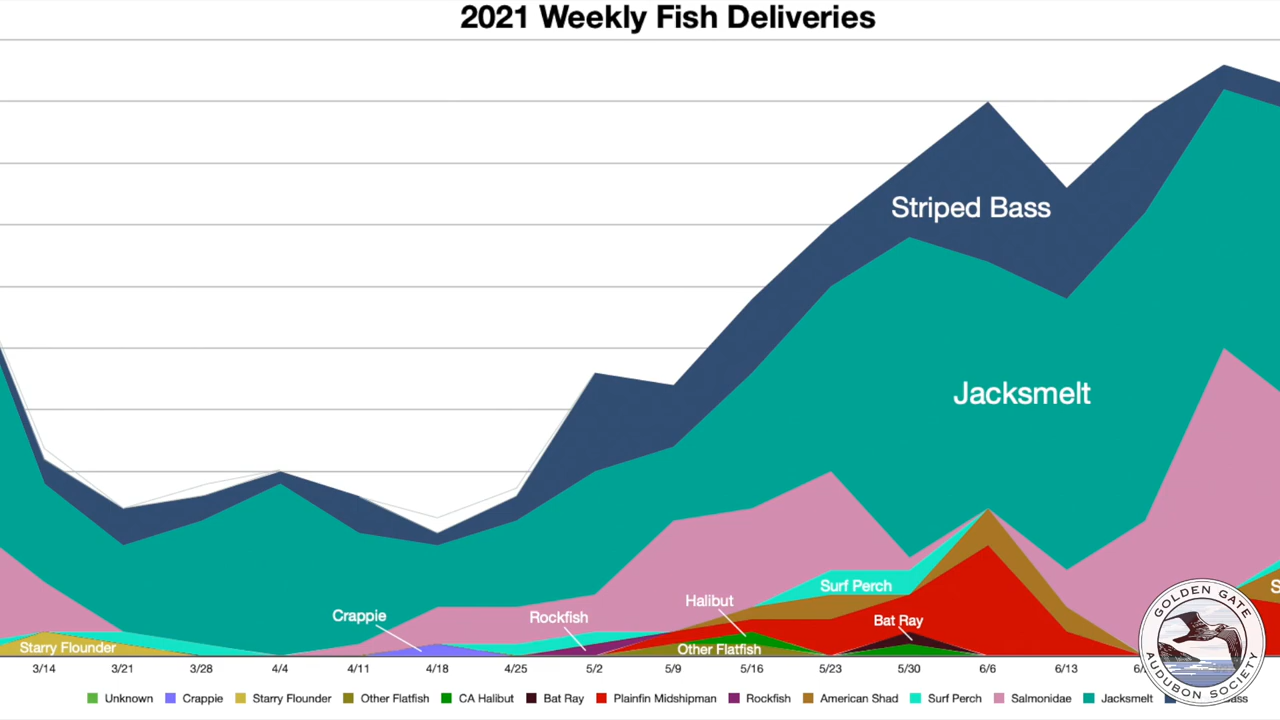 2021 Weekly Fish Deliveries
Striped Bass
Jacksmelt
Surf Perch
Halibut
Crappie
Rockfish
Bat Ray
Starry Flounder
Other Flatfish
3/14 3/21 3/28 4/4 4/11 4/18 4/25 5/2 5/9 5/16 5/23 5/30 6/6 6/13
Unknown Crappie Starry Flounder Other Flatfish CA Halibut Bat Ray Plainfin Midshipman Rockfish American Shad Surf Perch Salmonidae Jacksmelt
GOLDEN GATE
AUDUBON SOCIETY